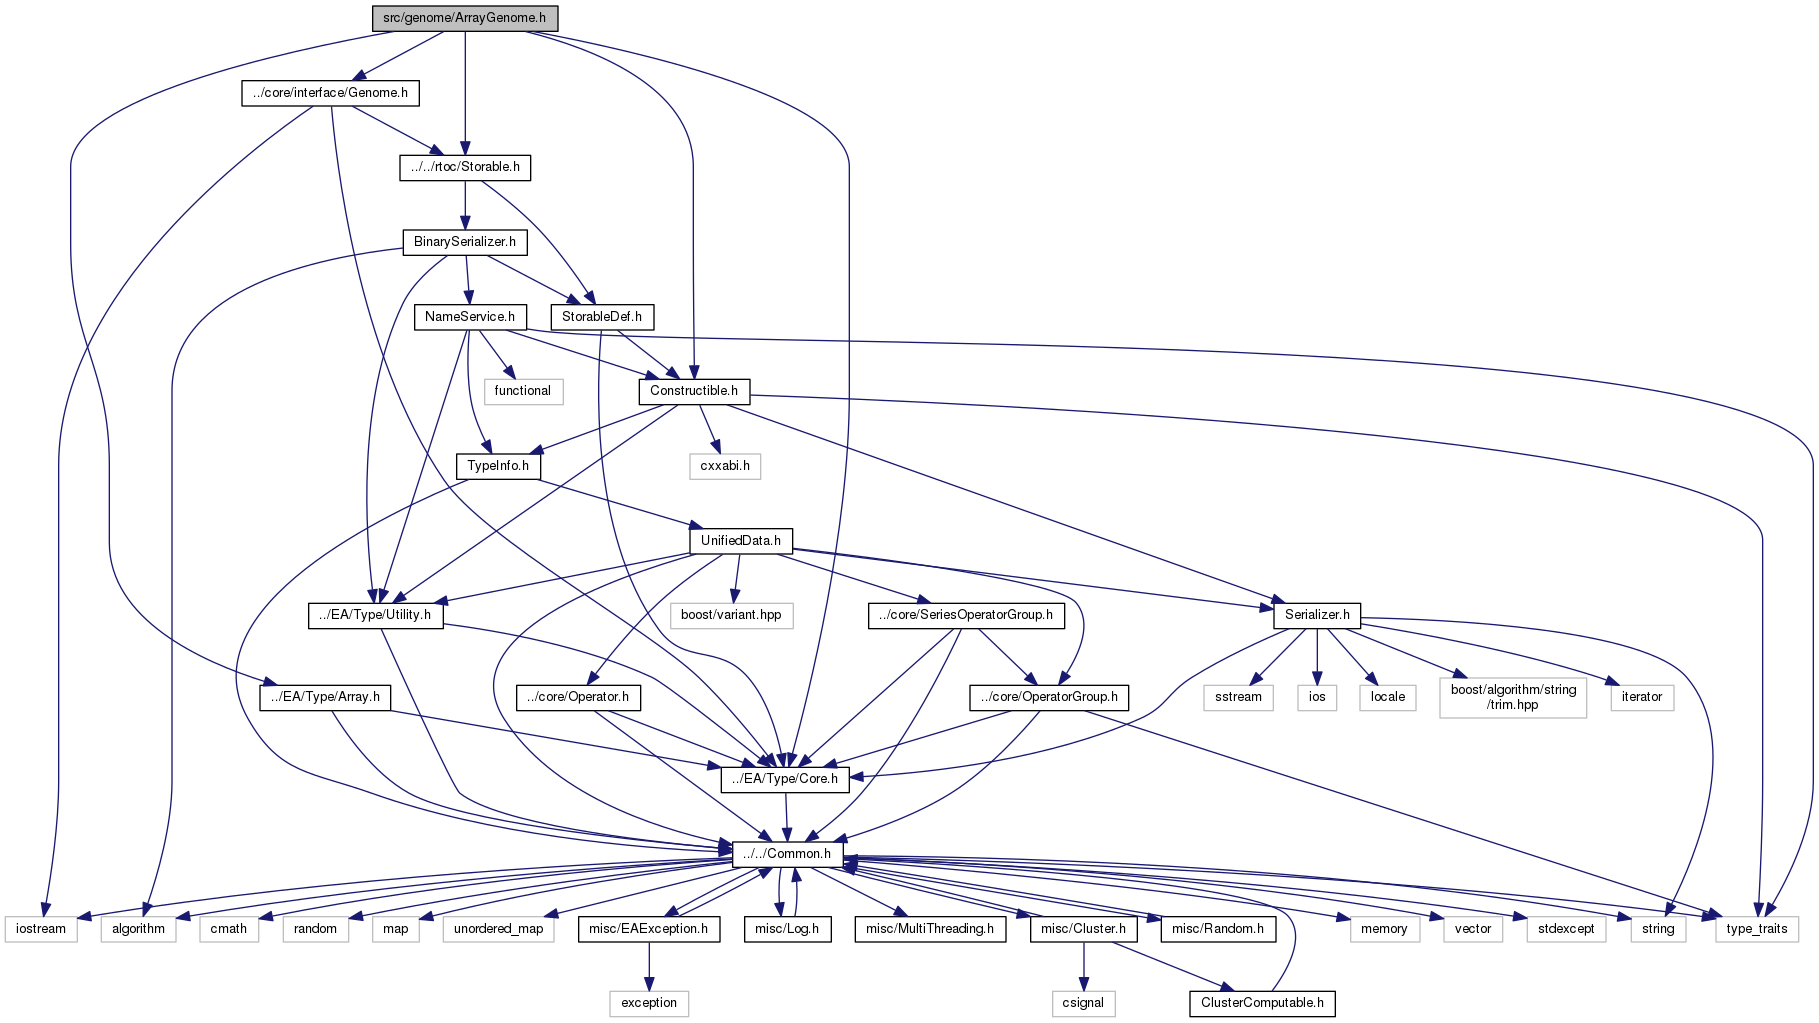 src/genome/ArrayGenome.h
../core/interface/Genome.h
../../rtoc/Storable.h
BinarySerializer.h
NameService.h
StorableDef.h
functional
Constructible.h
TypeInfo.h
cxxabi.h
UnifiedData.h
../EA/Type/Utility.h
boost/variant.hpp
../core/SeriesOperatorGroup.h
Serializer.h
../EA/Type/Array.h
../core/Operator.h
../core/OperatorGroup.h
sstream
ios
locale
boost/algorithm/string
/trim.hpp
iterator
../EA/Type/Core.h
../../Common.h
iostream
algorithm
cmath
random
map
unordered_map
misc/EAException.h
misc/Log.h
misc/MultiThreading.h
misc/Cluster.h
misc/Random.h
memory
vector
stdexcept
string
type_traits
exception
csignal
ClusterComputable.h